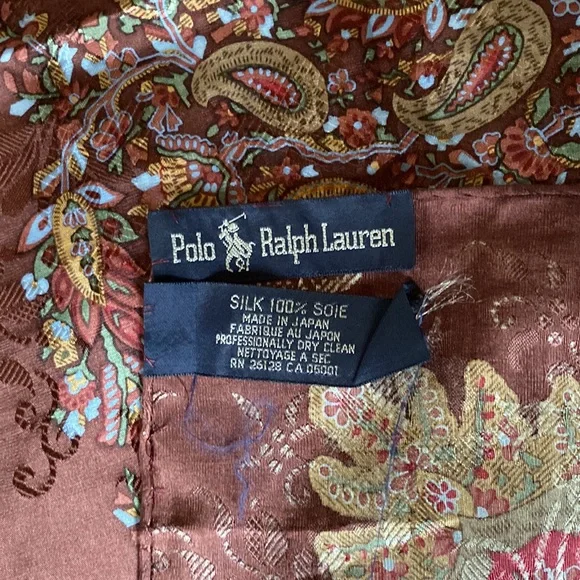 Polo Ralph Lauren
SILK 100% SOIE
MADE IN JAPAN
FABRIQUE AU JAPON
PROFESSIONALLY DRY CLEAN
NETTOYAGE A SEC
RN 26128 CA 05001